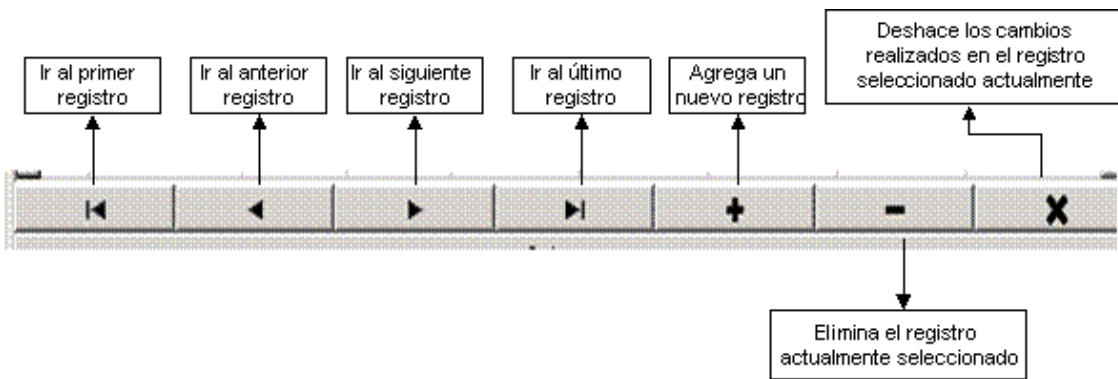 Ir al primer
registro
Ir al anterior
registro
Ir al siguiente
registro
Ir al último
registro
Agrega un
nuevo registro
Deshace los cambios
realizados en el registro
seleccionado actualmente
Elimina el registro
actualmente seleccionado